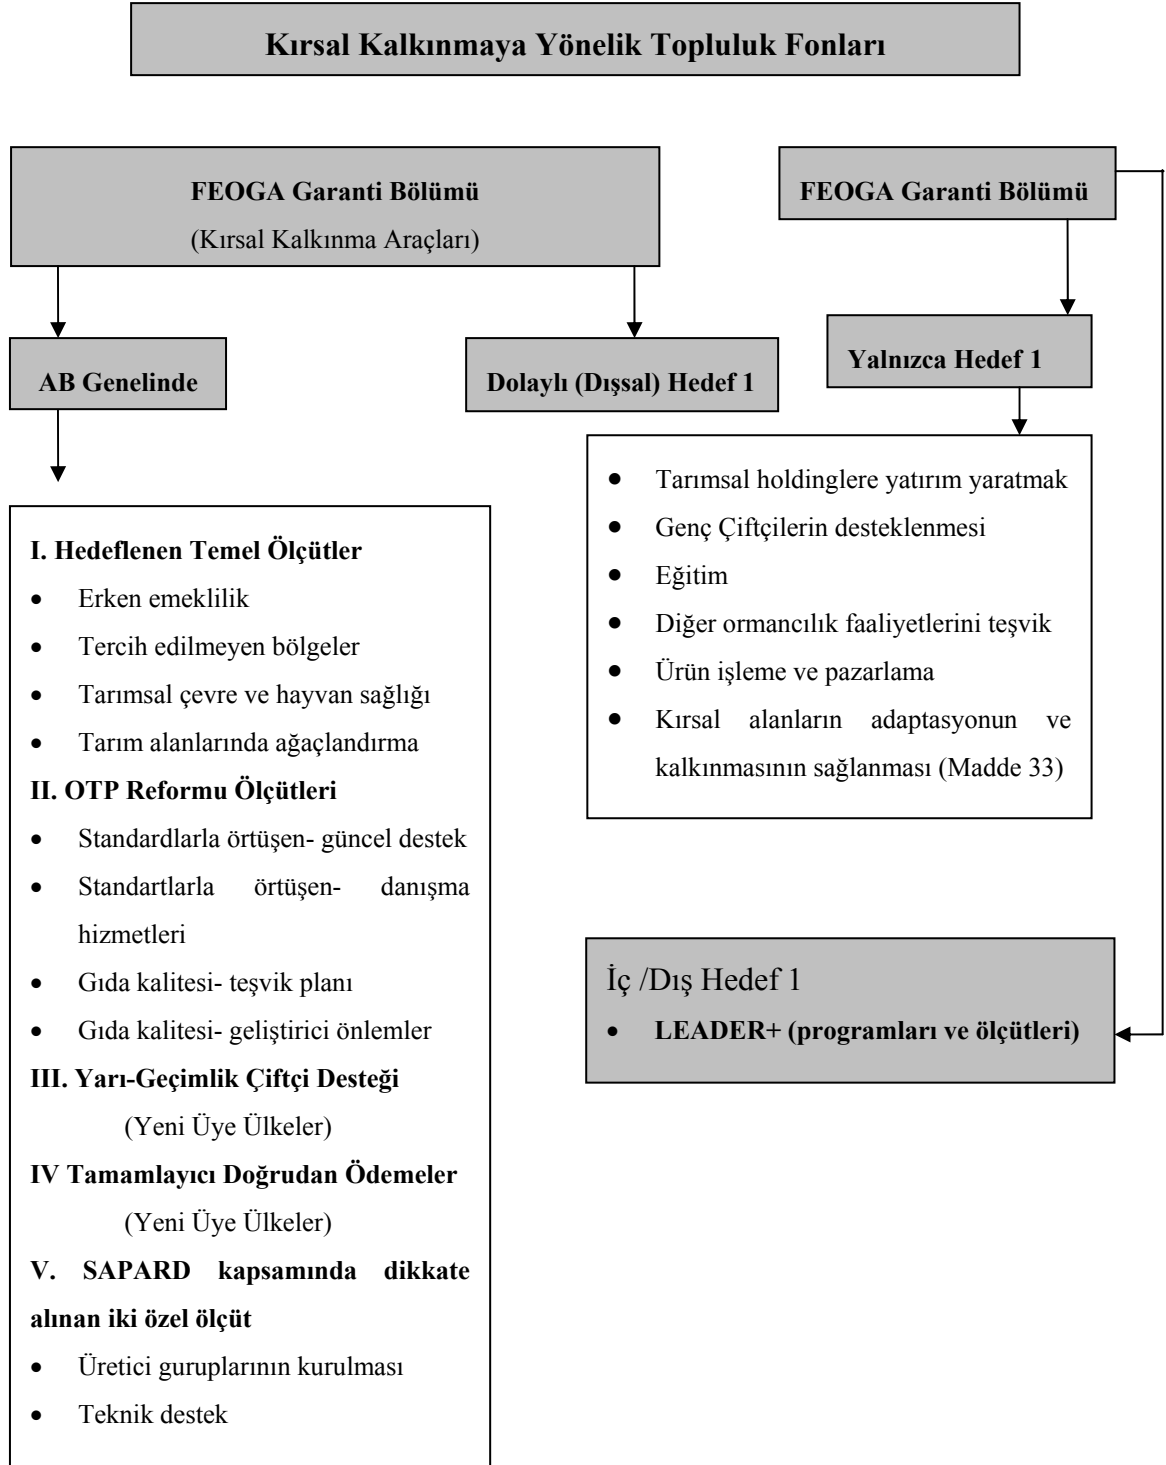 Kırsal Kalkınmaya Yönelik Topluluk Fonları
FEOGA Garanti Bölümü
(Kırsal Kalkınma Araçları)
FEOGA Garanti Bölümü
AB Genelinde
Dolaylı (Dışsal) Hedef 1
Yalnızca Hedef 1
I. Hedeflenen Temel Ölçütler
• Erken emeklilik
• Tercih edilmeyen bölgeler
• Tarımsal çevre ve hayvan sağlığı
• Tarım alanlarında ağaçlandırma
II. OTP Reformu Ölçütleri
• Standardlarla örtüşen- güncel destek
• Standartlarla örtüşen- danışma
hizmetleri
• Gıda kalitesi- teşvik planı
• Gıda kalitesi- geliştirici önlemler
III. Yarı-Geçimlik Çiftçi Desteği
(Yeni Üye Ülkeler)
IV Tamamlayıcı Doğrudan Ödemeler
(Yeni Üye Ülkeler)
V. SAPARD kapsamında dikkate
alınan iki özel ölçüt
• Üretici guruplarının kurulması
• Teknik destek
• Tarımsal holdinglere yatırım yaratmak
• Genç Çiftçilerin desteklenmesi
• Eğitim
• Diğer ormancılık faaliyetlerini teşvik
• Ürün işleme ve pazarlama
• Kırsal alanların adaptasyonun ve
kalkınmasının sağlanması (Madde 33)
İç /Dış Hedef 1
• LEADER+ (programları ve ölçütleri)